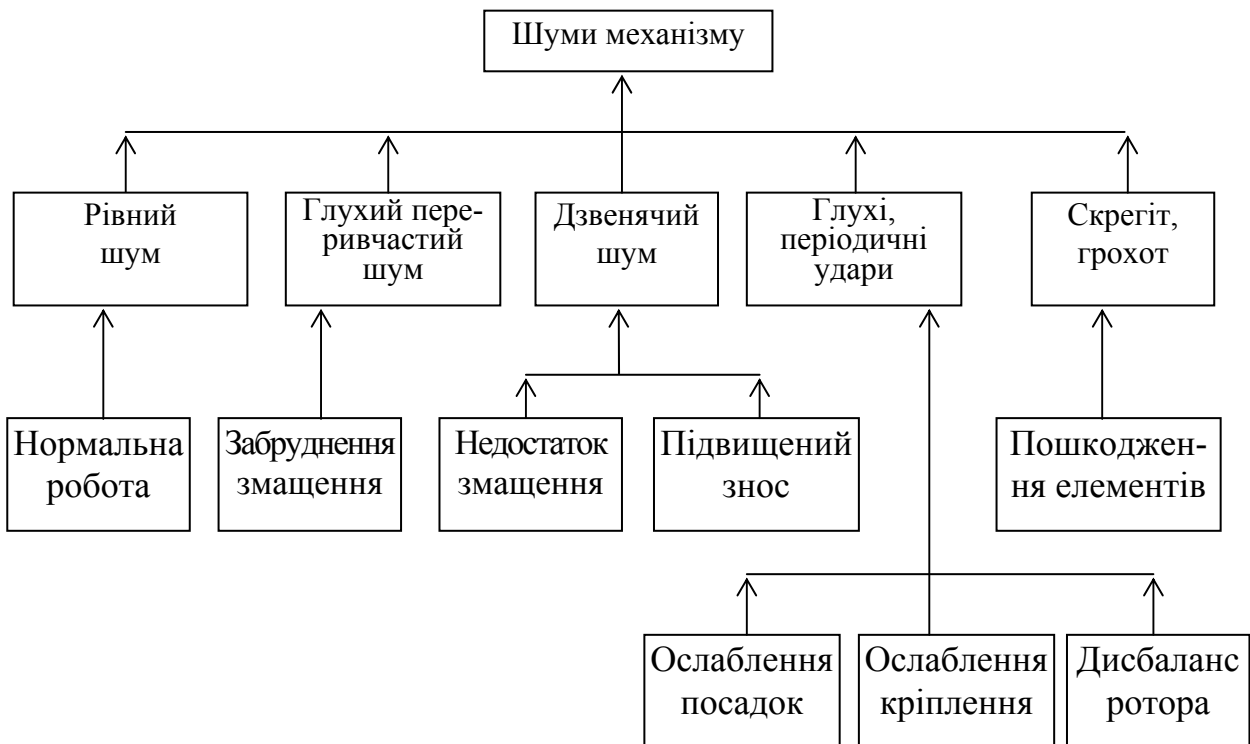 Шуми механізму
Рівний
шум
Глухий пере-
ривчастий
шум
Дзвенячий
шум
Глухі,
періодичні
удари
Скрегіт,
грохот
Нормальна
робота
Забруднення
змащення
Недостаток
змащення
Підвищений
знос
Пошкоджен-
ня елементів
Ослаблення
посадок
Ослаблення
кріплення
Дисбаланс
ротора